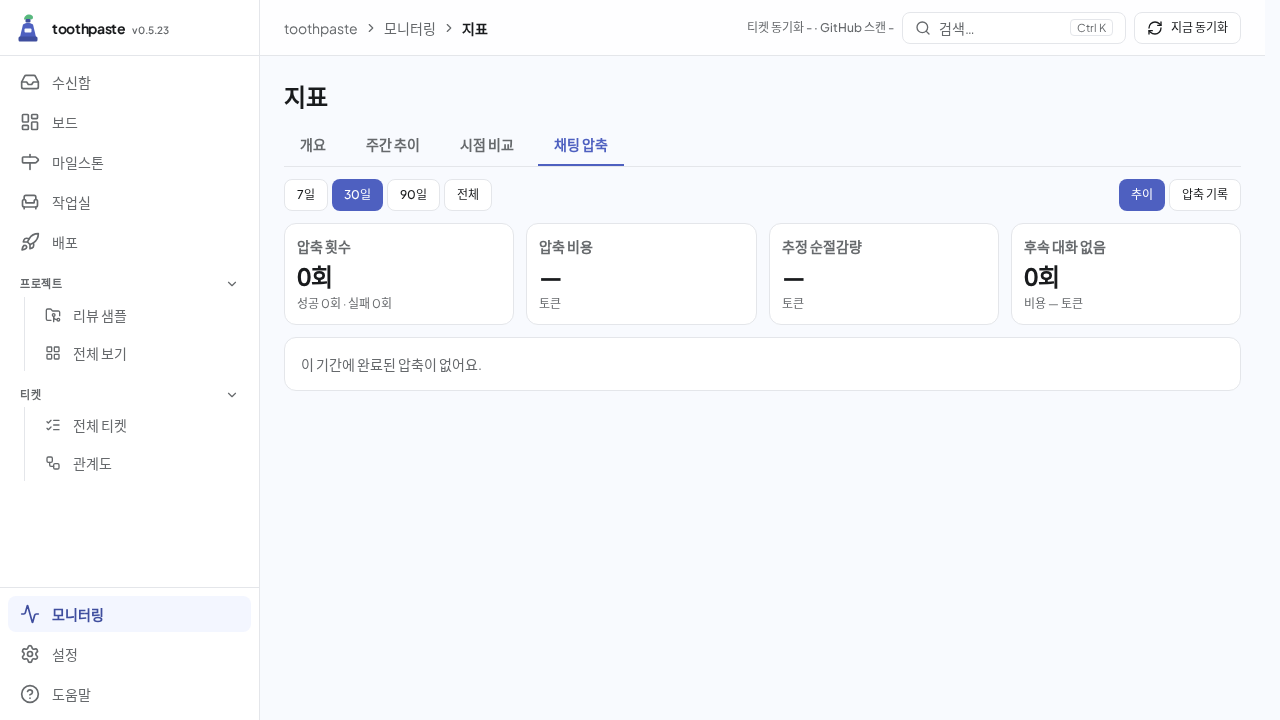 toothpaste v0.5.23
수신함
보드
마일스톤
작업실
배포
프로젝트
리뷰 샘플
전체 보기
티켓
전체 티켓
관계도
모니터링
설정
도움말
toothpaste > 모니터링 > 지표
티켓 동기화 - · GitHub 스캔 -
검색... Ctrl K
지금 동기화
지표
개요 주간 추이 시점 비교 채팅 압축
7일 30일 90일 전체
추이 압축 기록
압축 횟수
0회
성공 0회 · 실패 0회
압축 비용
—
토큰
추정 순절감량
—
토큰
후속 대화 없음
0회
비용 — 토큰
이 기간에 완료된 압축이 없어요.